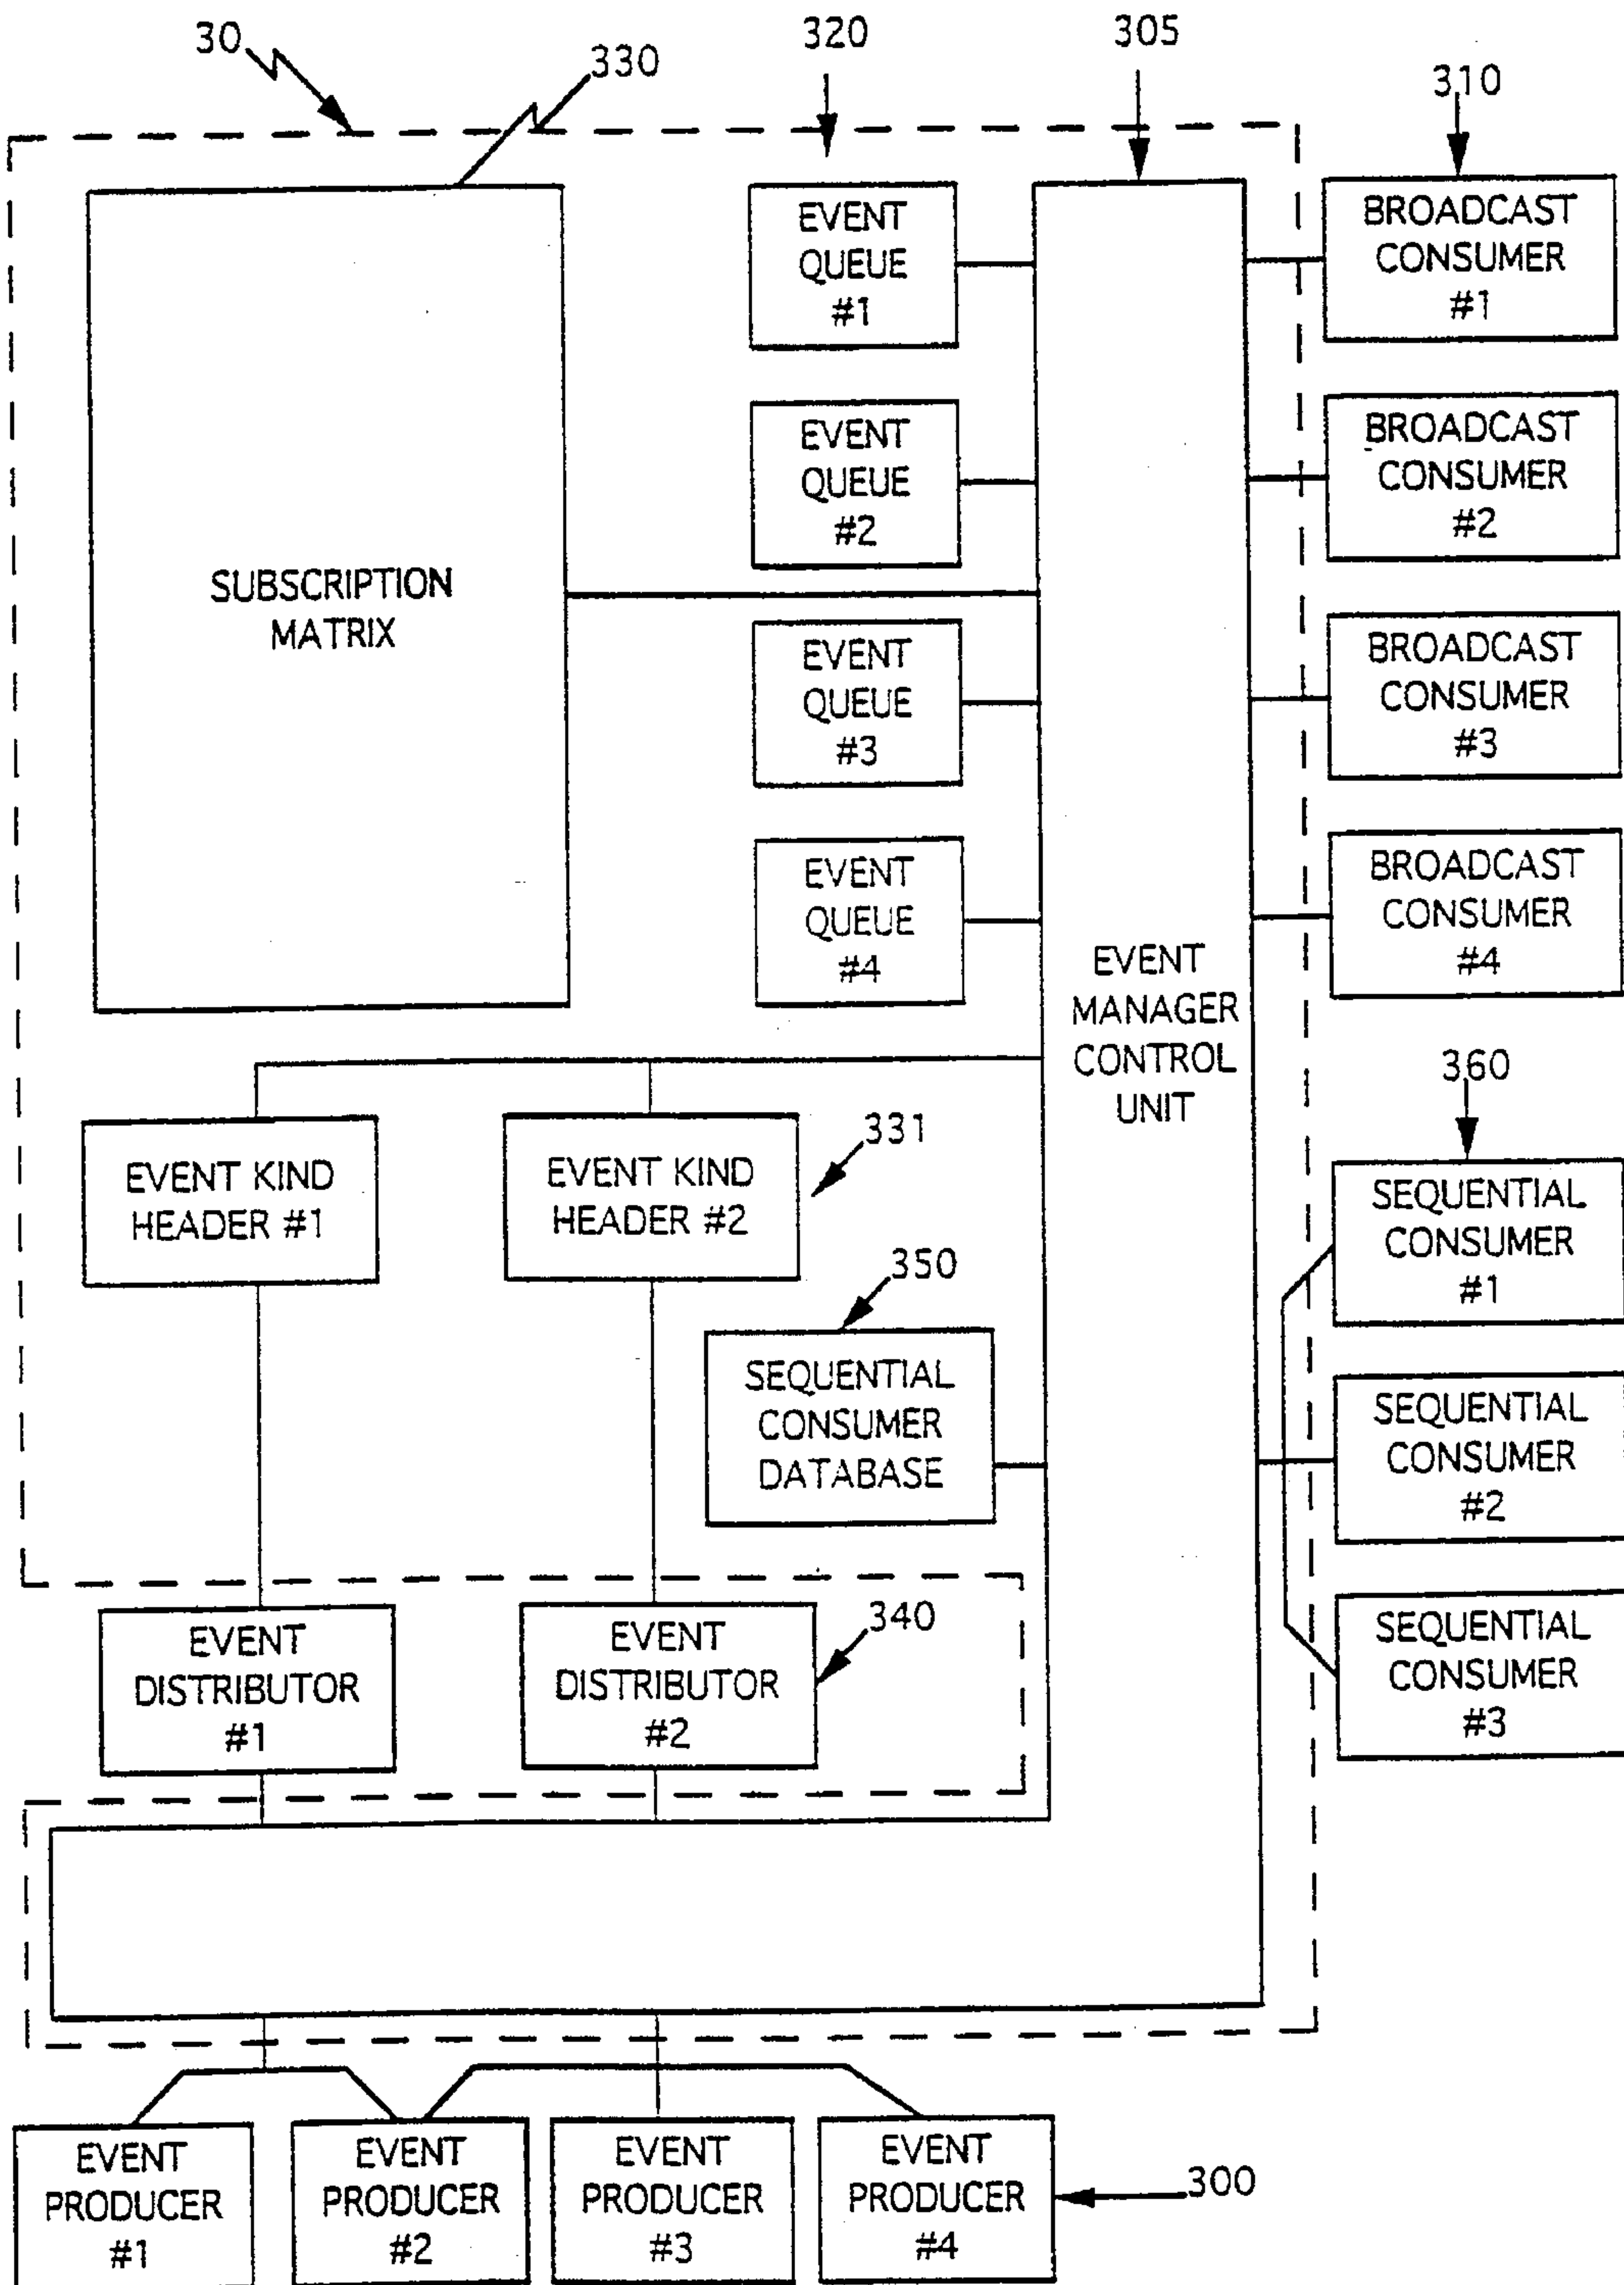 30
330
320
305
310
SUBSCRIPTION
MATRIX
EVENT
QUEUE
#1
EVENT
QUEUE
#2
EVENT
QUEUE
#3
EVENT
QUEUE
#4
EVENT
MANAGER
CONTROL
UNIT
BROADCAST
CONSUMER
#1
BROADCAST
CONSUMER
#2
BROADCAST
CONSUMER
#3
BROADCAST
CONSUMER
#4
360
EVENT KIND
HEADER #1
EVENT KIND
HEADER #2
331
350
SEQUENTIAL
CONSUMER
DATABASE
SEQUENTIAL
CONSUMER
#1
SEQUENTIAL
CONSUMER
#2
SEQUENTIAL
CONSUMER
#3
EVENT
DISTRIBUTOR
#1
EVENT
DISTRIBUTOR
#2
340
EVENT
PRODUCER
#1
EVENT
PRODUCER
#2
EVENT
PRODUCER
#3
EVENT
PRODUCER
#4
300